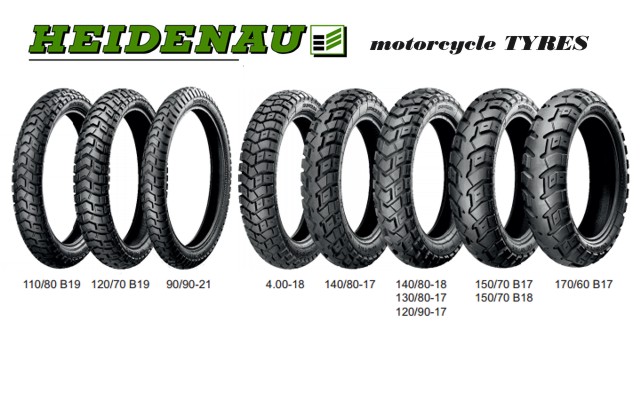 HEIDENAU
motorcycle TYRES
110/80 B19 120/70 B19 90/90-21 4.00-18 140/80-17 140/80-18 150/70 B17 170/60 B17
130/80-17 150/70 B18
120/90-17